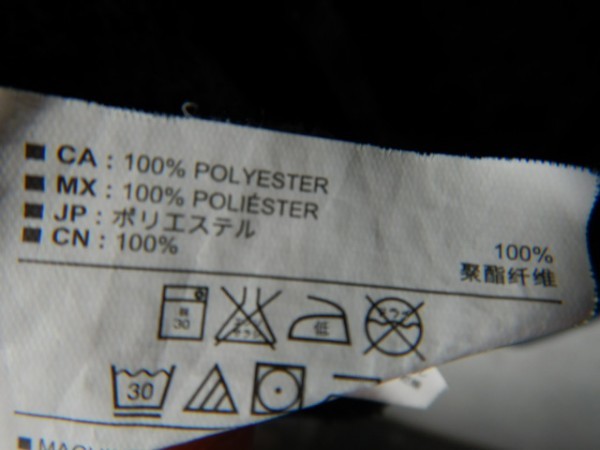 ■ CA : 100% POLYESTER
■ MX : 100% POLIÉSTER
■ JP : ポリエステル
■ CN : 100%
100%
聚酯纤维
30
低
30